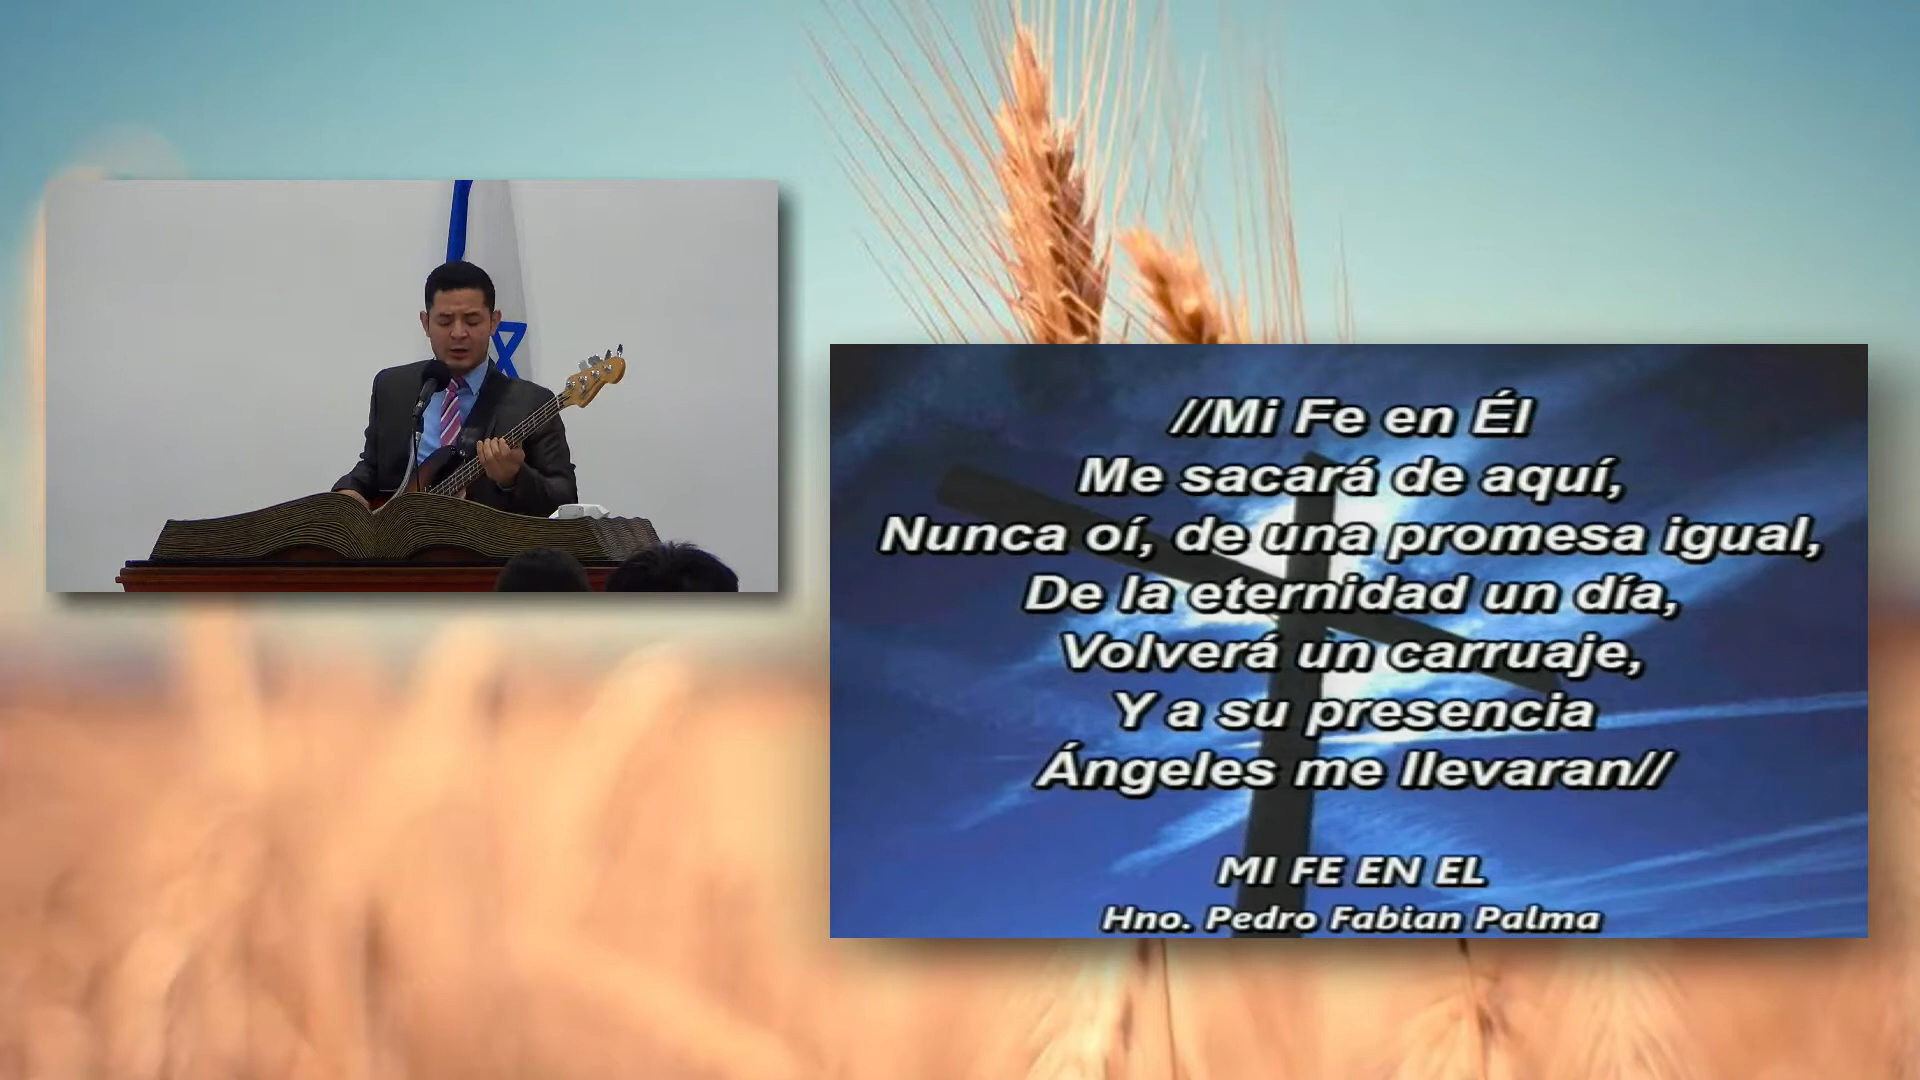 //Mi Fe en Él
Me sacará de aquí,
Nunca oí, de una promesa igual,
De la eternidad un día,
Volverá un carruaje,
Y a su presencia
Ángeles me llevaran//
MI FE EN EL
Hno. Pedro Fabian Palma